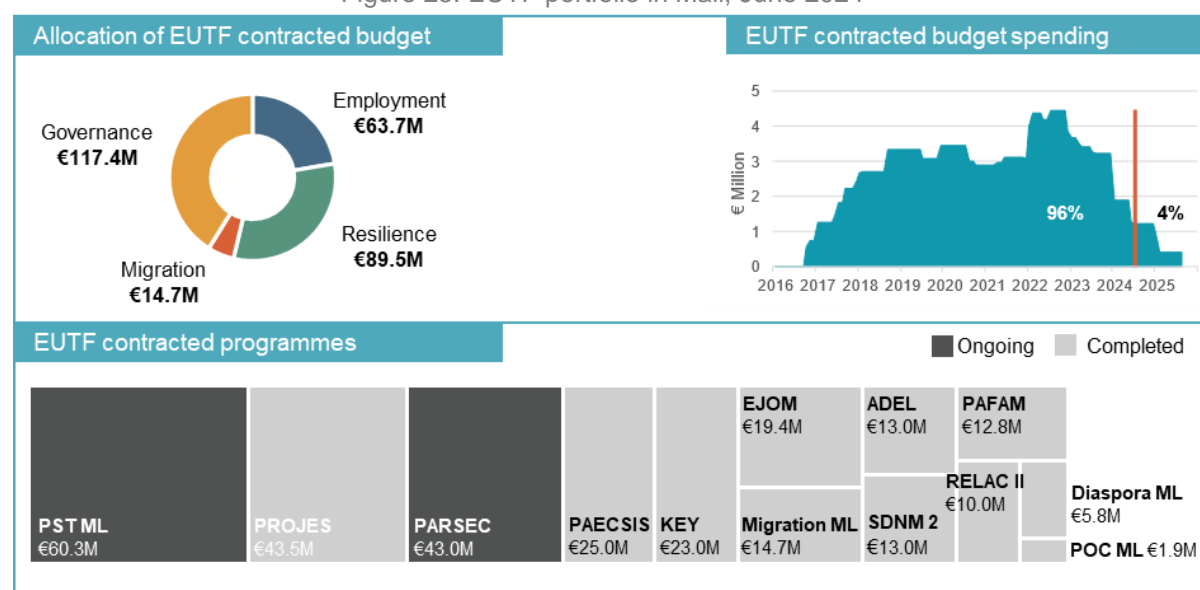 Allocation of EUTF contracted budget
EUTF contracted budget spending
Employment
€63.7M
Governance
€117.4M
Resilience
€89.5M
Migration
€14.7M
€ Million
5
4
3
2
1
0
96%
4%
2016 2017 2018 2019 2020 2021 2022 2023 2024 2025
EUTF contracted programmes
Ongoing
Completed
PST ML
€60.3M
PROJES
€43.5M
PARSEC
€43.0M
PAECSIS
€25.0M
KEY
€23.0M
EJOM
€19.4M
Migration ML
€14.7M
ADEL
€13.0M
SDNM 2
€13.0M
PAFAM
€12.8M
RELAC II
€10.0M
Diaspora ML
€5.8M
POC ML €1.9M